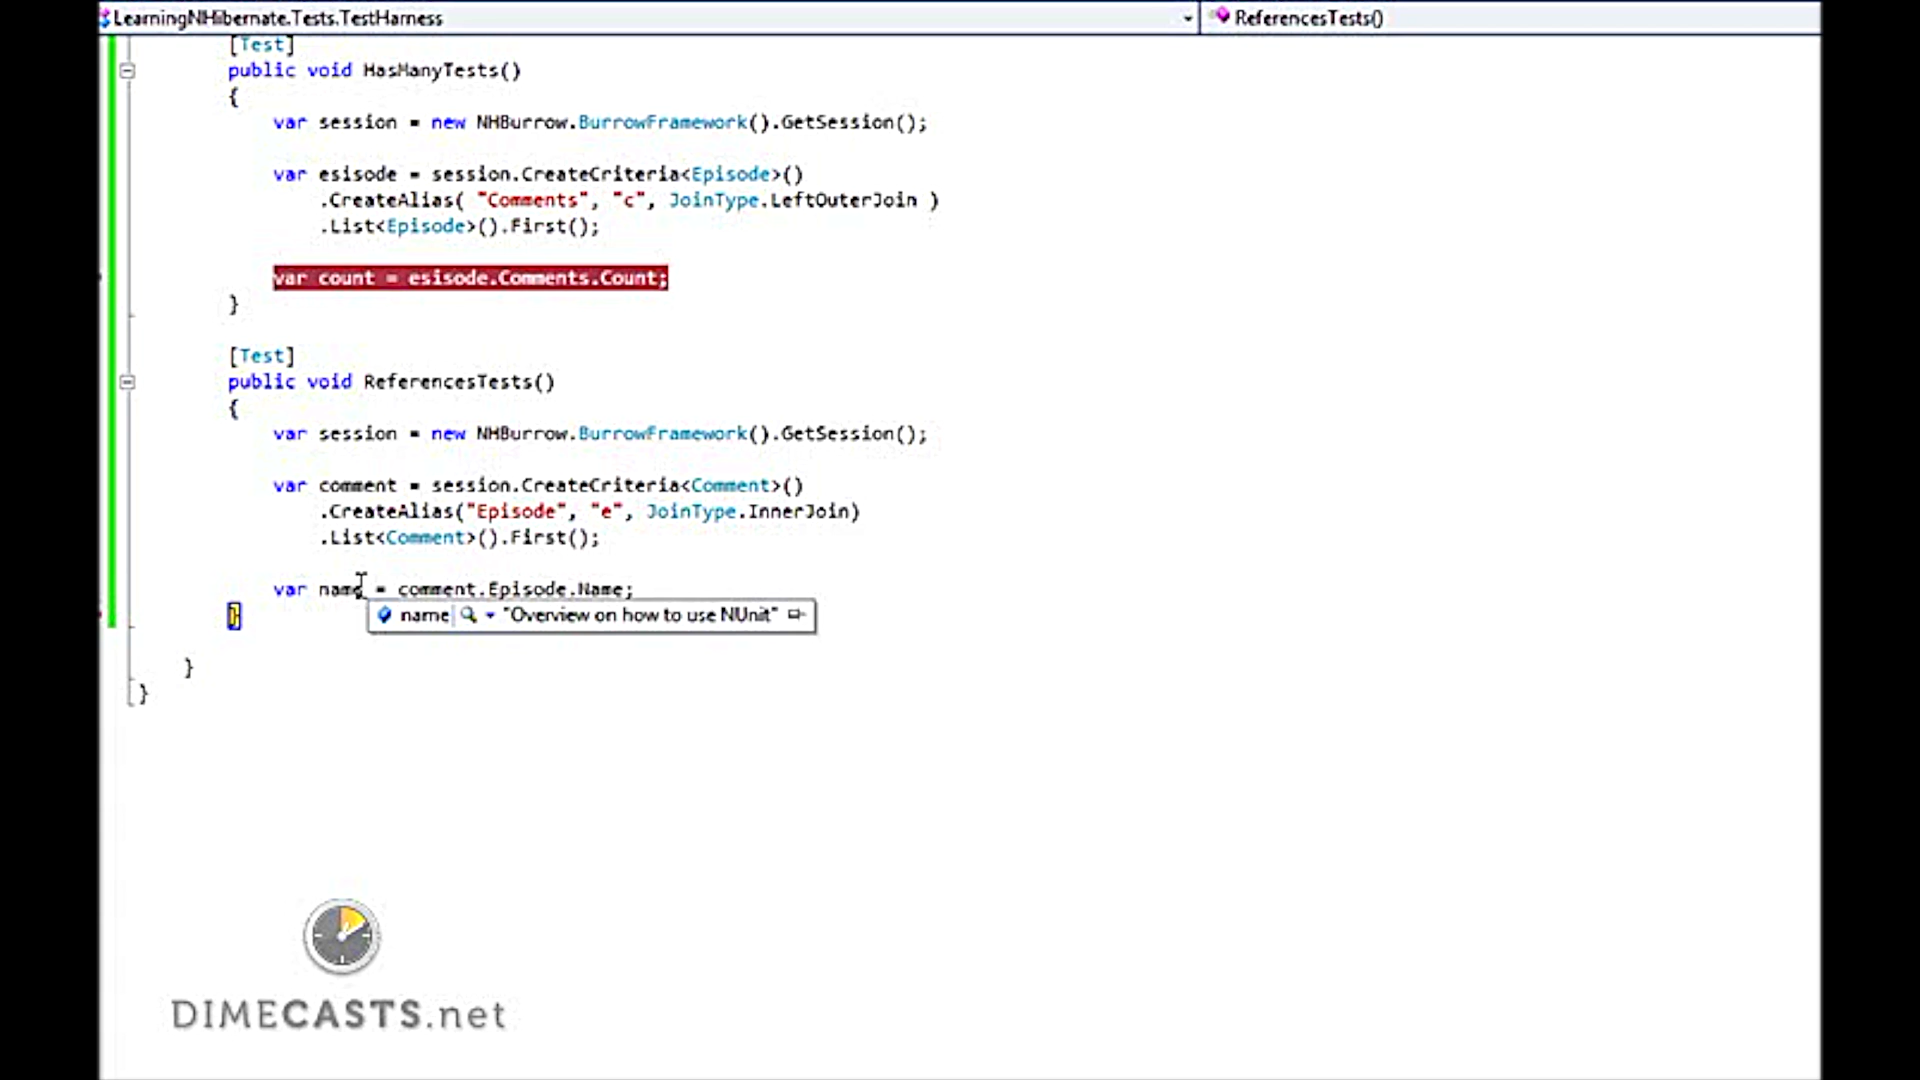 LearningNHibernate.Tests.TestHarness
ReferencesTests()
[Test]
public void HasManyTests()
{
var session = new NHBurrow.BurrowFramework().GetSession();
var esisode = session.CreateCriteria<Episode>()
.CreateAlias( "Comments", "c", JoinType.LeftOuterJoin )
.List<Episode>().First();
var count = esisode.Comments.Count;
}
[Test]
public void ReferencesTests()
{
var session = new NHBurrow.BurrowFramework().GetSession();
var comment = session.CreateCriteria<Comment>()
.CreateAlias("Episode", "e", JoinType.InnerJoin)
.List<Comment>().First();
var name = comment.Episode.Name;
}
name "Overview on how to use NUnit"
}
}
DIMECASTS.net